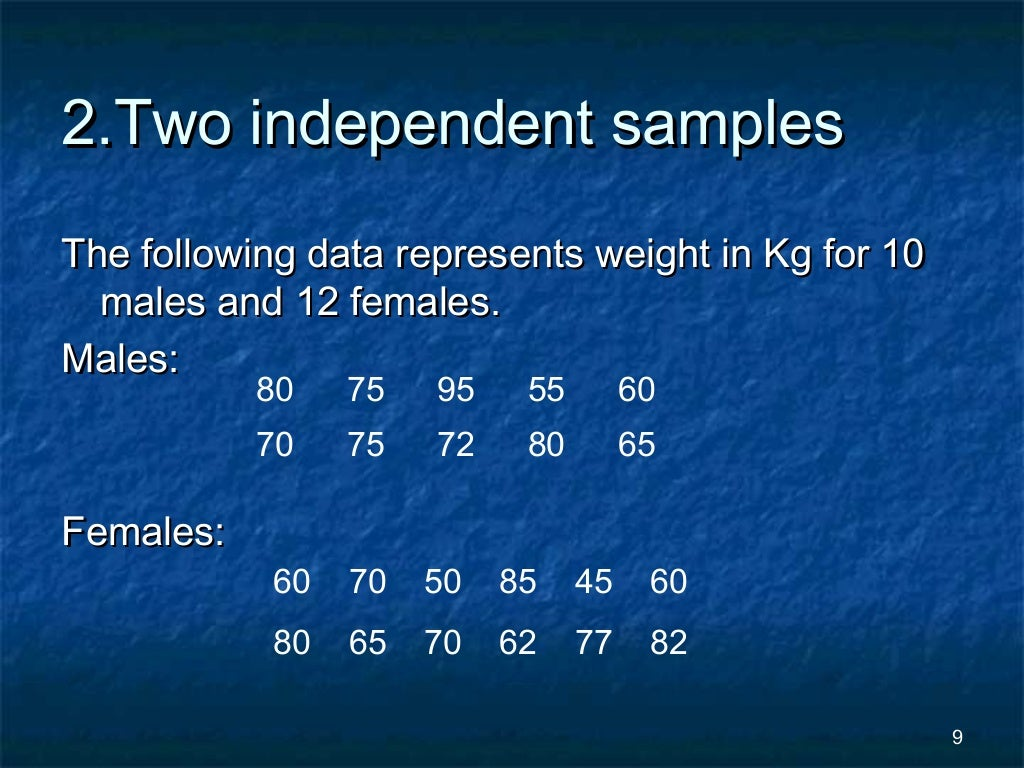 2.Two independent samples
The following data represents weight in Kg for 10
males and 12 females.
Males:
80 75 95 55 60
70 75 72 80 65
Females:
60 70 50 85 45 60
80 65 70 62 77 82
9